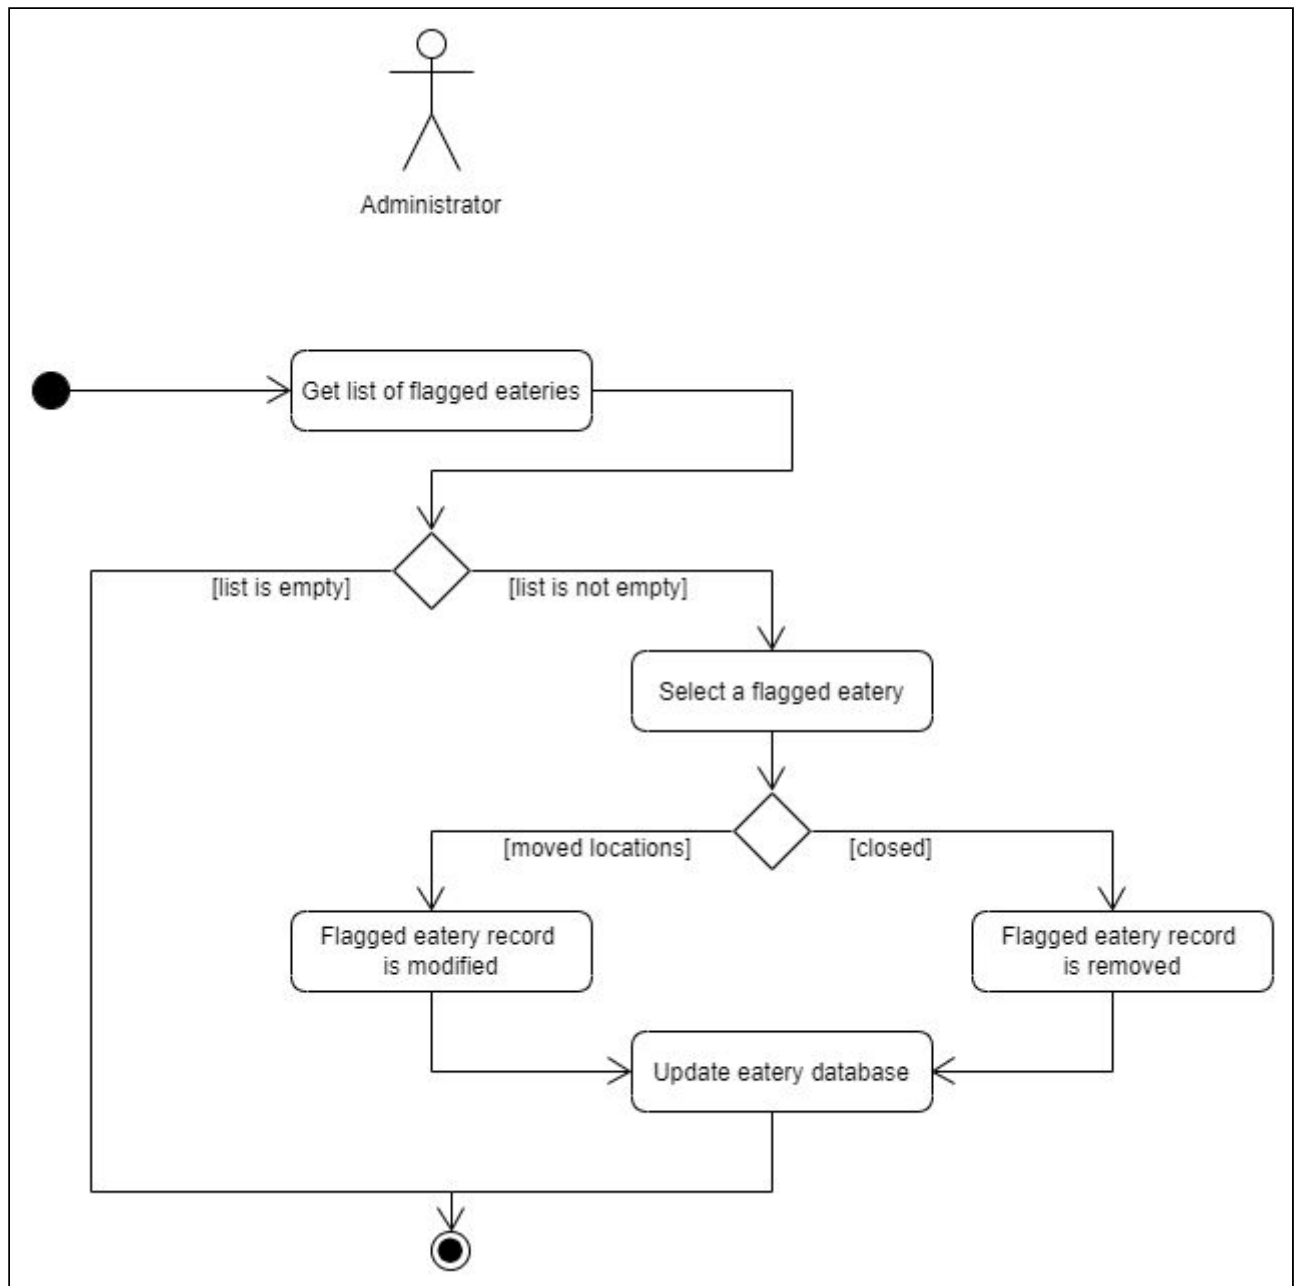 Administrator
Get list of flagged eateries
[list is empty]
[list is not empty]
Select a flagged eatery
[moved locations]
[closed]
Flagged eatery record
is modified
Flagged eatery record
is removed
Update eatery database